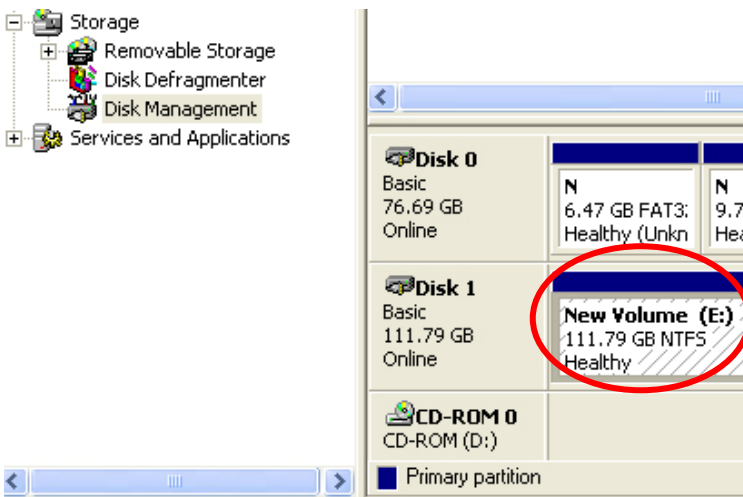 Storage
Removable Storage
Disk Defragmenter
Disk Management
Services and Applications
Disk 0
Basic
76.69 GB
Online
N
6.47 GB FAT3
Healthy (Unkn
N
9.7
Hea
Disk 1
Basic
111.79 GB
Online
New Volume (E:)
111.79 GB NTFS
Healthy
CD-ROM 0
CD-ROM (D:)
Primary partition